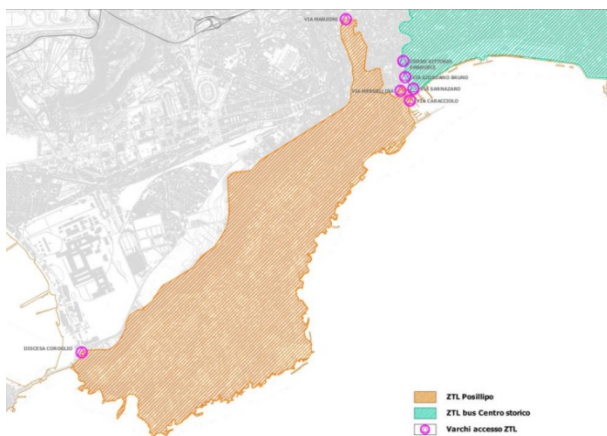 VIA MANZONI
CORSO VITTORIO
EMANUELE
VIA GIORDANO BRUNO
VIA SANNAZARO
VIA MERGELLINA
VIA CARACCIOLO
DISCESA COROGLIO
ZTL Posillipo
ZTL bus Centro storico
Varchi accesso ZTL